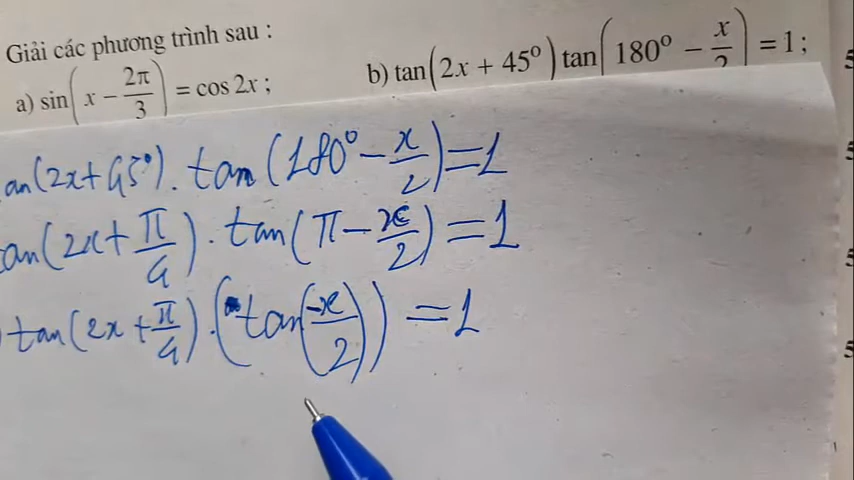 Giải các phương trình sau :
a) sin(x − 2π/3) = cos 2x ;
b) tan(2x + 45°) tan(180° − x/2) = 1 ;
an(2x + 45°) . tan(180° − x/2) = 1
an(2x + π/4) . tan(π − x/2) = 1
tan(2x + π/4) . (tan(−x/2)) = 1